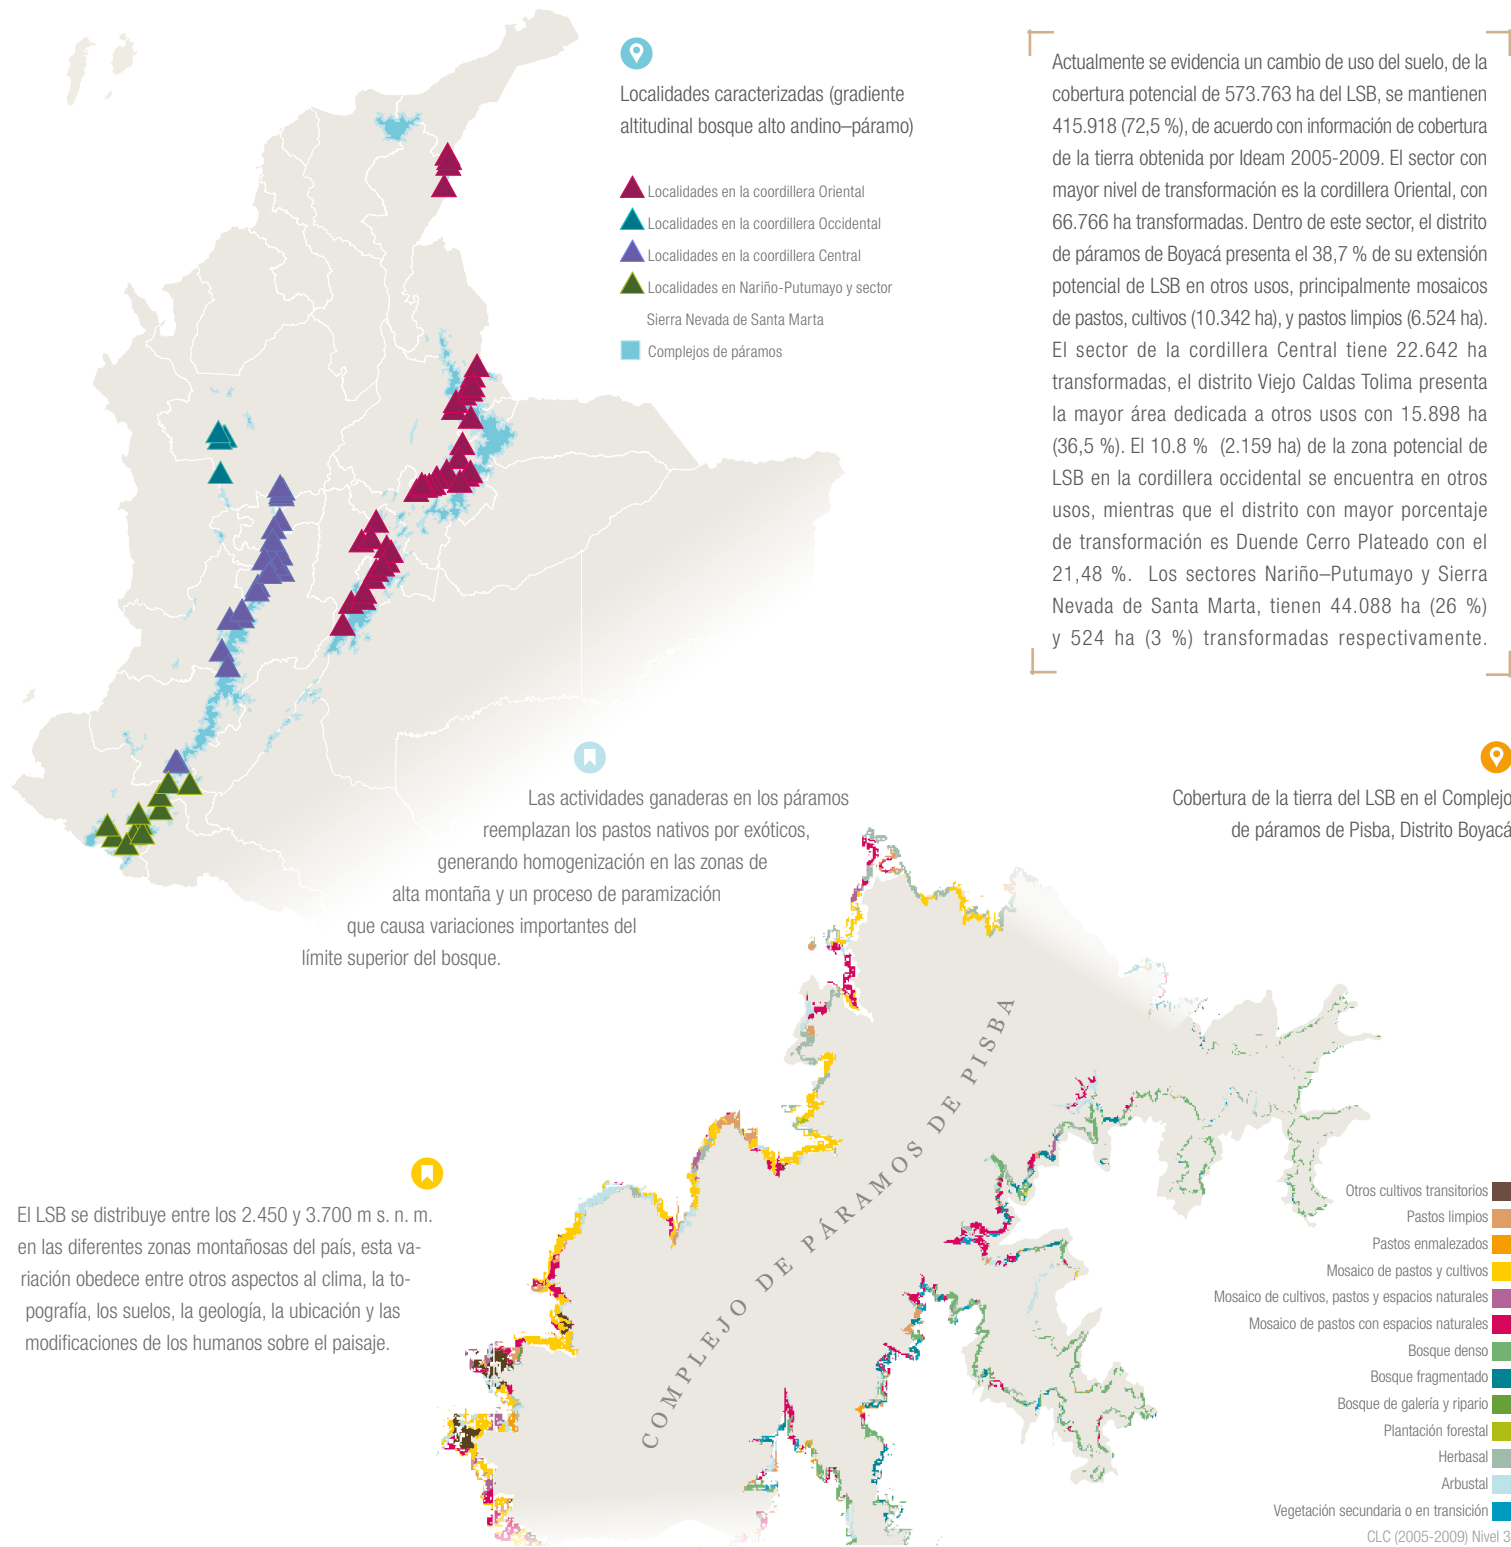 Localidades caracterizadas (gradiente
altitudinal bosque alto andino–páramo)
Localidades en la coordillera Oriental
Localidades en la coordillera Occidental
Localidades en la coordillera Central
Localidades en Nariño-Putumayo y sector
Sierra Nevada de Santa Marta
Complejos de páramos
Actualmente se evidencia un cambio de uso del suelo, de la
cobertura potencial de 573.763 ha del LSB, se mantienen
415.918 (72,5 %), de acuerdo con información de cobertura
de la tierra obtenida por Ideam 2005-2009. El sector con
mayor nivel de transformación es la cordillera Oriental, con
66.766 ha transformadas. Dentro de este sector, el distrito
de páramos de Boyacá presenta el 38,7 % de su extensión
potencial de LSB en otros usos, principalmente mosaicos
de pastos, cultivos (10.342 ha), y pastos limpios (6.524 ha).
El sector de la cordillera Central tiene 22.642 ha
transformadas, el distrito Viejo Caldas Tolima presenta
la mayor área dedicada a otros usos con 15.898 ha
(36,5 %). El 10.8 % (2.159 ha) de la zona potencial de
LSB en la cordillera occidental se encuentra en otros
usos, mientras que el distrito con mayor porcentaje
de transformación es Duende Cerro Plateado con el
21,48 %. Los sectores Nariño–Putumayo y Sierra
Nevada de Santa Marta, tienen 44.088 ha (26 %)
y 524 ha (3 %) transformadas respectivamente.
Las actividades ganaderas en los páramos
reemplazan los pastos nativos por exóticos,
generando homogenización en las zonas de
alta montaña y un proceso de paramización
que causa variaciones importantes del
límite superior del bosque.
Cobertura de la tierra del LSB en el Complejo
de páramos de Pisba, Distrito Boyacá
COMPLEJO DE PÁRAMOS DE PISBA
El LSB se distribuye entre los 2.450 y 3.700 m s. n. m.
en las diferentes zonas montañosas del país, esta va-
riación obedece entre otros aspectos al clima, la to-
pografía, los suelos, la geología, la ubicación y las
modificaciones de los humanos sobre el paisaje.
Otros cultivos transitorios
Pastos limpios
Pastos enmalezados
Mosaico de pastos y cultivos
Mosaico de cultivos, pastos y espacios naturales
Mosaico de pastos con espacios naturales
Bosque denso
Bosque fragmentado
Bosque de galería y ripario
Plantación forestal
Herbasal
Arbustal
Vegetación secundaria o en transición
CLC (2005-2009) Nivel 3